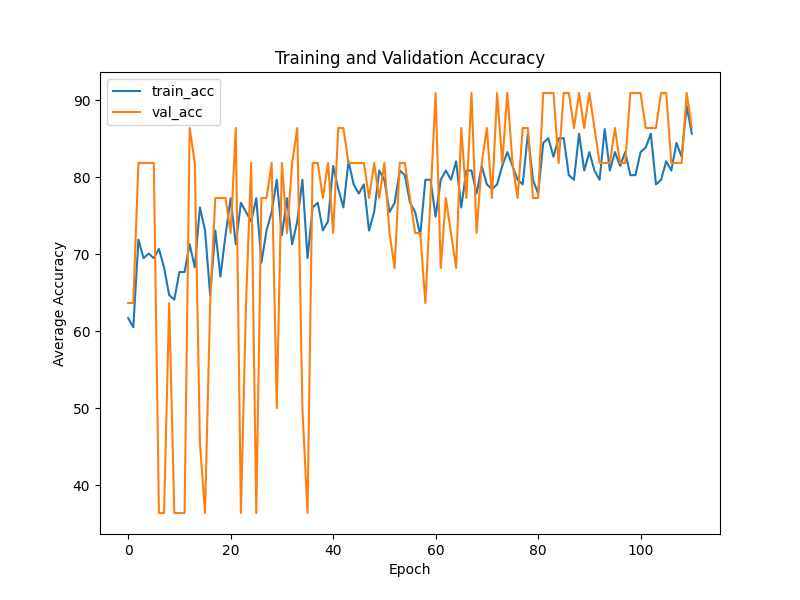 Training and Validation Accuracy
train_acc
val_acc
90
80
70
60
50
40
Average Accuracy
0 20 40 60 80 100
Epoch